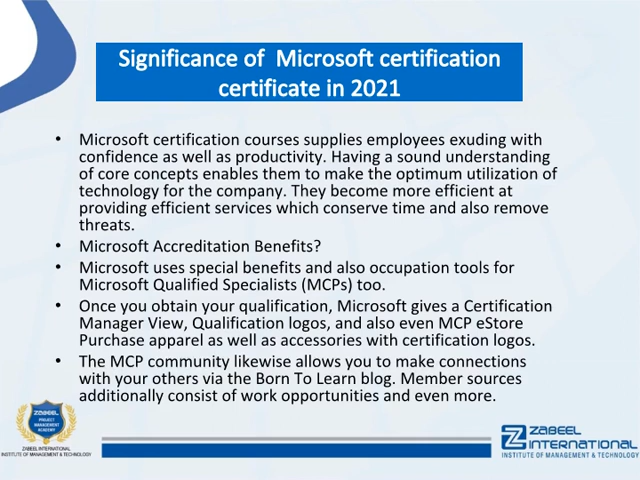 Significance of Microsoft certification
certificate in 2021
• Microsoft certification courses supplies employees exuding with
confidence as well as productivity. Having a sound understanding
of core concepts enables them to make the optimum utilization of
technology for the company. They become more efficient at
providing efficient services which conserve time and also remove
threats.
• Microsoft Accreditation Benefits?
• Microsoft uses special benefits and also occupation tools for
Microsoft Qualified Specialists (MCPs) too.
• Once you obtain your qualification, Microsoft gives a Certification
Manager View, Qualification logos, and also even MCP eStore
Purchase apparel as well as accessories with certification logos.
• The MCP community likewise allows you to make connections
with your others via the Born To Learn blog. Member sources
additionally consist of work opportunities and even more.
ZABEEL
PROJECT
MANAGEMENT
ACADEMY
ZABEEL INTERNATIONAL
INSTITUTE OF MANAGEMENT & TECHNOLOGY
ZABEEL
INTERNATIONAL
INSTITUTE OF MANAGEMENT & TECHNOLOGY